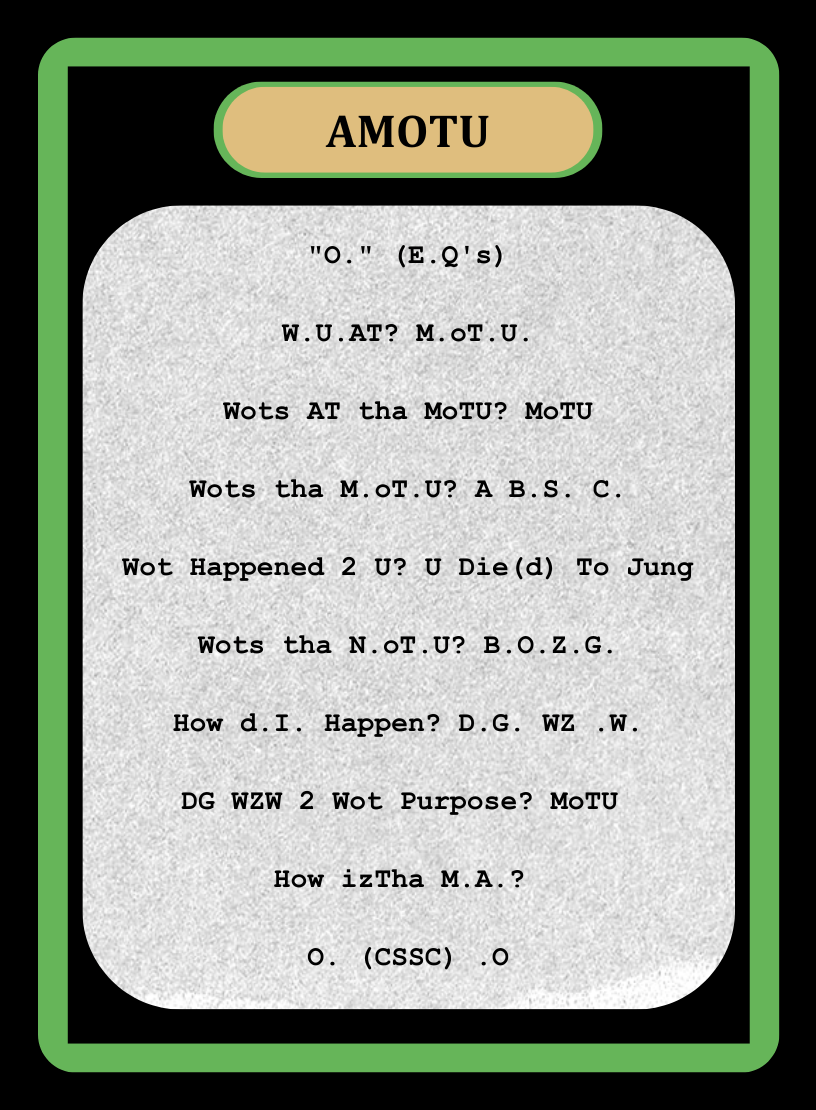 AMOTU
"O." (E.Q's)
W.U.AT? M.oT.U.
Wots AT tha MoTU? MoTU
Wots tha M.oT.U? A B.S. C.
Wot Happened 2 U? U Die(d) To Jung
Wots tha N.oT.U? B.O.Z.G.
How d.I. Happen? D.G. WZ .W.
DG WZW 2 Wot Purpose? MoTU
How izTha M.A.?
O. (CSSC) .O